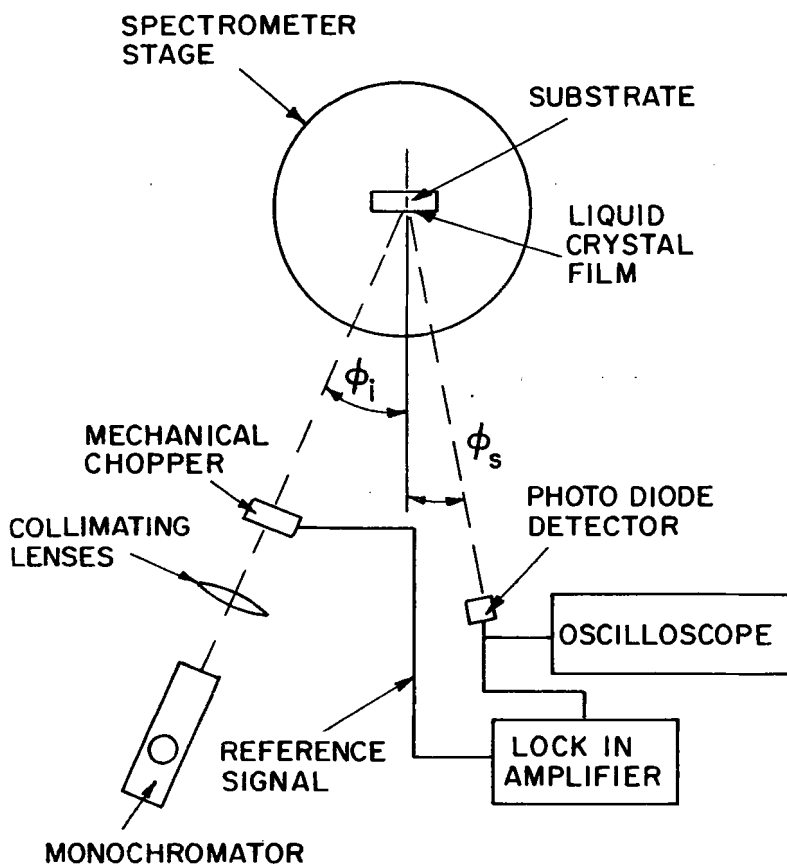 SPECTROMETER
STAGE
SUBSTRATE
LIQUID
CRYSTAL
FILM
ϕi
MECHANICAL
CHOPPER
ϕs
PHOTO DIODE
DETECTOR
COLLIMATING
LENSES
OSCILLOSCOPE
REFERENCE
SIGNAL
LOCK IN
AMPLIFIER
MONOCHROMATOR